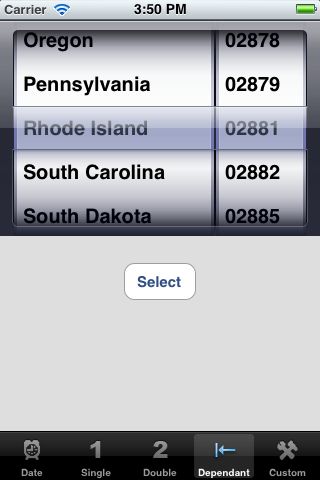 Carrier 3:50 PM
Oregon 02878
Pennsylvania 02879
Rhode Island 02881
South Carolina 02882
South Dakota 02885
Select
1 2
Date Single Double Dependant Custom